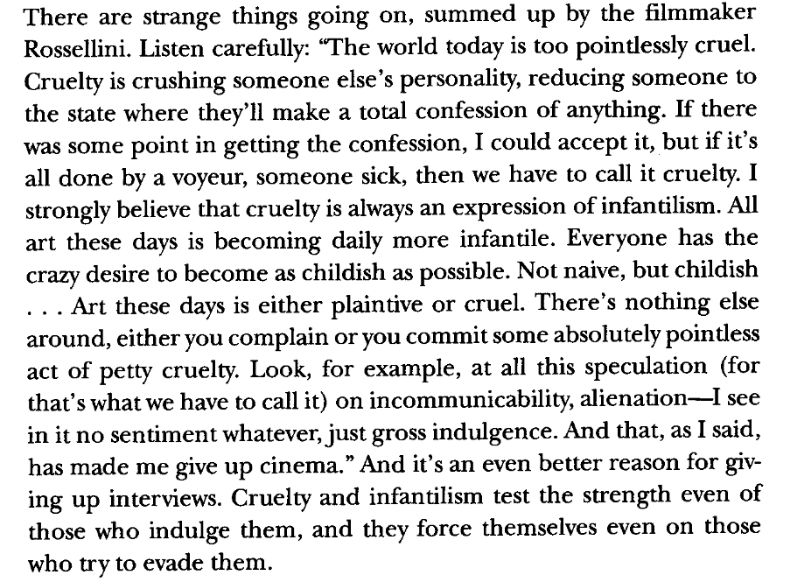 There are strange things going on, summed up by the filmmaker
Rossellini. Listen carefully: “The world today is too pointlessly cruel.
Cruelty is crushing someone else’s personality, reducing someone to
the state where they’ll make a total confession of anything. If there
was some point in getting the confession, I could accept it, but if it’s
all done by a voyeur, someone sick, then we have to call it cruelty. I
strongly believe that cruelty is always an expression of infantilism. All
art these days is becoming daily more infantile. Everyone has the
crazy desire to become as childish as possible. Not naive, but childish
. . . Art these days is either plaintive or cruel. There’s nothing else
around, either you complain or you commit some absolutely pointless
act of petty cruelty. Look, for example, at all this speculation (for
that’s what we have to call it) on incommunicability, alienation—I see
in it no sentiment whatever, just gross indulgence. And that, as I said,
has made me give up cinema.” And it’s an even better reason for giv-
ing up interviews. Cruelty and infantilism test the strength even of
those who indulge them, and they force themselves even on those
who try to evade them.